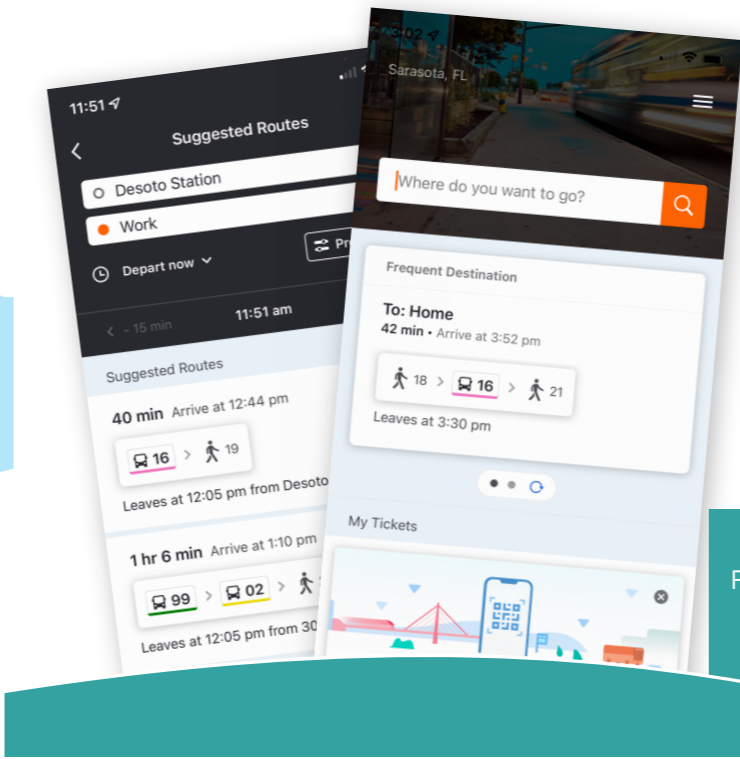 11:51
Suggested Routes
Desoto Station
Work
Depart now
- 15 min
11:51 am
Suggested Routes
40 min Arrive at 12:44 pm
16 > 19
Leaves at 12:05 pm from Desoto
1 hr 6 min Arrive at 1:10 pm
99 > 02 >
Leaves at 12:05 pm from 30
3:02
Sarasota, FL
Where do you want to go?
Frequent Destination
To: Home
42 min • Arrive at 3:52 pm
18 > 16 > 21
Leaves at 3:30 pm
My Tickets